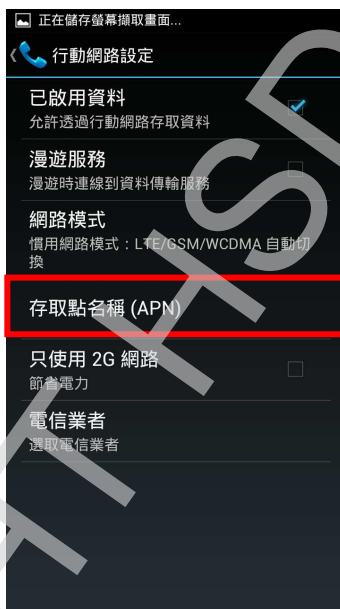 正在儲存螢幕擷取畫面...
行動網路設定
已啟用資料
允許透過行動網路存取資料
漫遊服務
漫遊時連線到資料傳輸服務
網路模式
慣用網路模式：LTE/GSM/WCDMA 自動切
換
存取點名稱 (APN)
只使用 2G 網路
節省電力
電信業者
選取電信業者